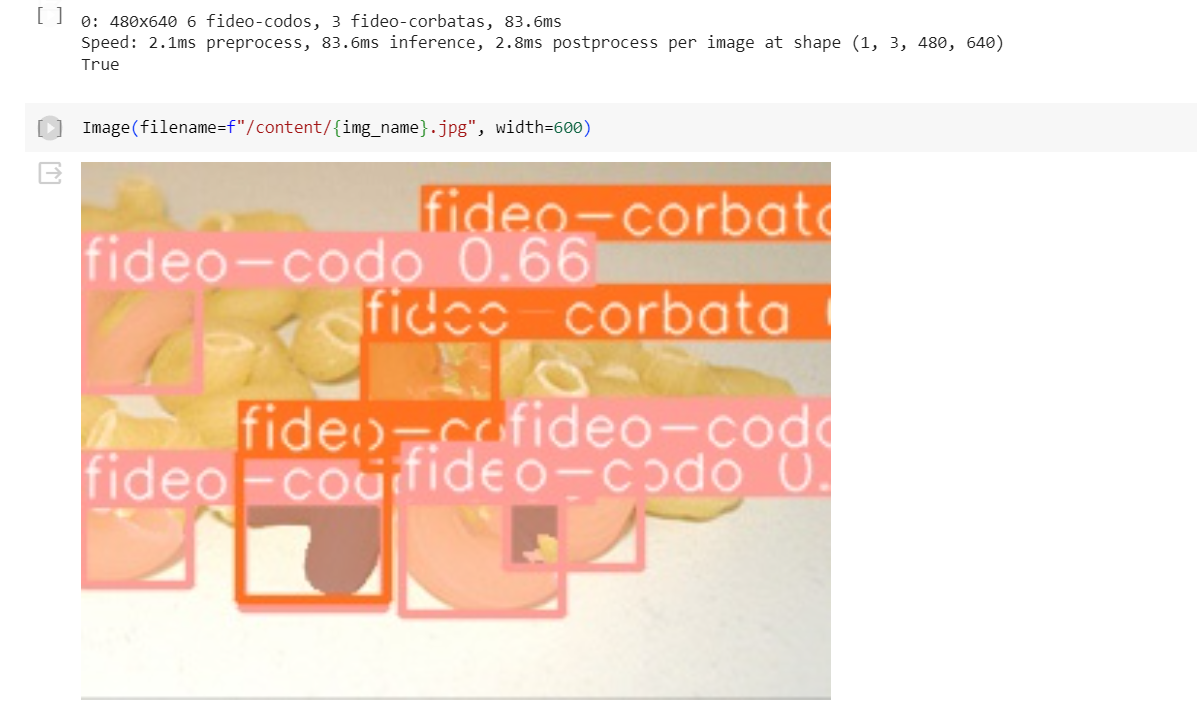 [ ]
0: 480x640 6 fideo-codos, 3 fideo-corbatas, 83.6ms
Speed: 2.1ms preprocess, 83.6ms inference, 2.8ms postprocess per image at shape (1, 3, 480, 640)
True
Image(filename=f"/content/{img_name}.jpg", width=600)
fideo-corbata
fideo-codo 0.66
corbata
fideo-codo
fideo-codo 0.
fideo-